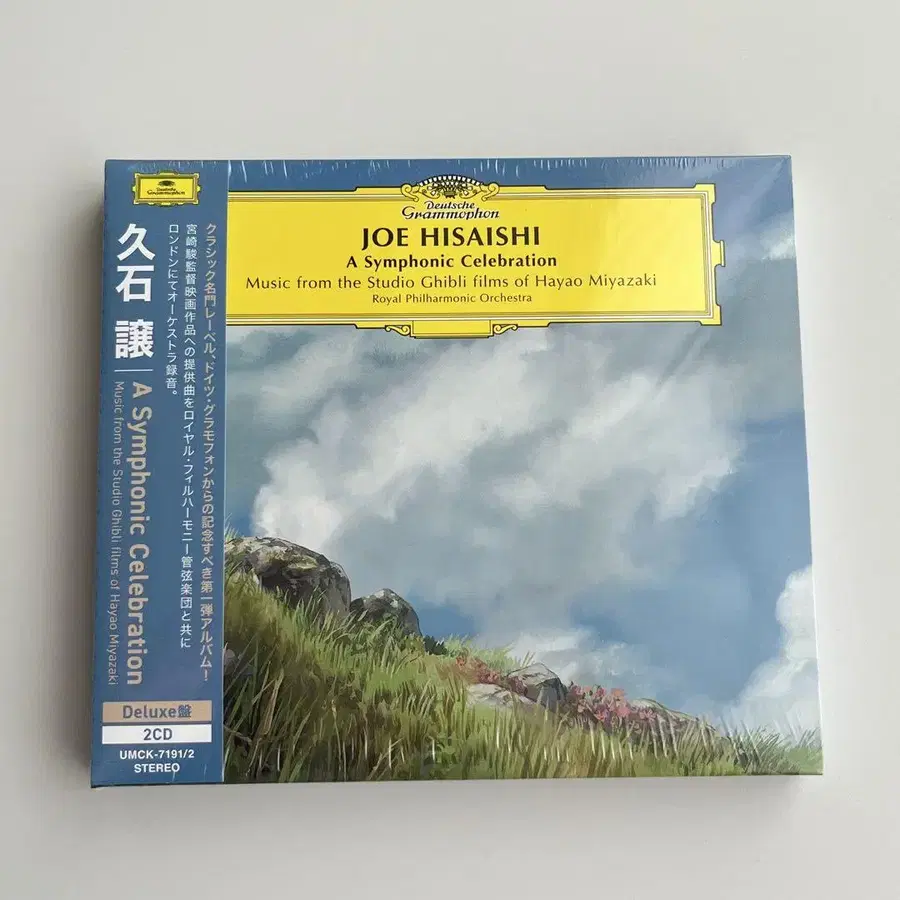 Deutsche
Grammophon
久石 譲
A Symphonic Celebration
Music from the Studio Ghibli films of Hayao Miyazaki
クラシック名門レーベル、ドイツ・グラモフォンからの記念すべき第一弾アルバム！
宮崎駿監督映画作品への提供曲をロイヤル・フィルハーモニー管弦楽団と共に
ロンドンにてオーケストラ録音。
Deluxe盤
2CD
UMCK-7191/2
STEREO
Deutsche
Grammophon
JOE HISAISHI
A Symphonic Celebration
Music from the Studio Ghibli films of Hayao Miyazaki
Royal Philharmonic Orchestra